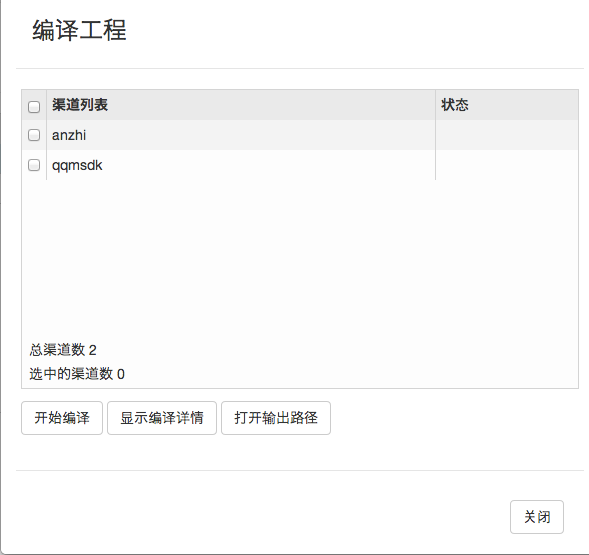 编译工程
渠道列表 状态
anzhi
qqmsdk
总渠道数 2
选中的渠道数 0
开始编译 显示编译详情 打开输出路径
关闭